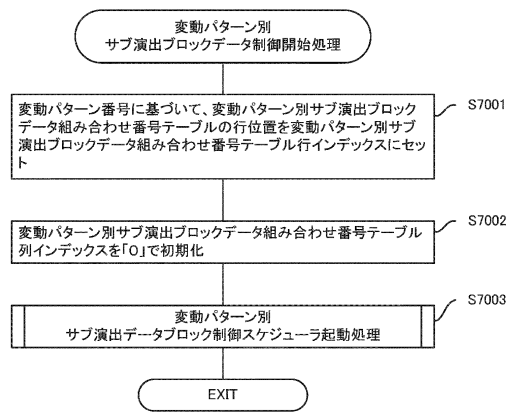 変動パターン別
サブ演出ブロックデータ制御開始処理
S7001
変動パターン番号に基づいて、変動パターン別サブ演出ブロック
データ組み合わせ番号テーブルの行位置を変動パターン別サブ
演出ブロックデータ組み合わせ番号テーブル行インデックスにセッ
ト
S7002
変動パターン別サブ演出ブロックデータ組み合わせ番号テーブル
列インデックスを「0」で初期化
S7003
変動パターン別
サブ演出データブロック制御スケジューラ起動処理
EXIT